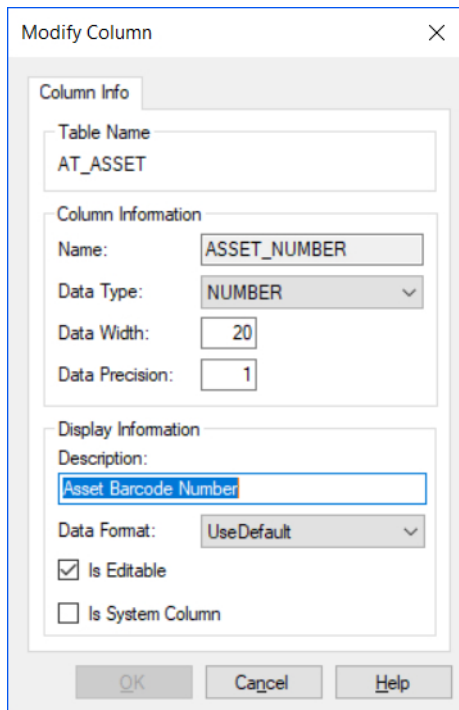 Modify Column
Column Info
Table Name
AT_ASSET
Column Information
Name: ASSET_NUMBER
Data Type: NUMBER
Data Width: 20
Data Precision: 1
Display Information
Description:
Asset Barcode Number
Data Format: UseDefault
Is Editable
Is System Column
OK Cancel Help